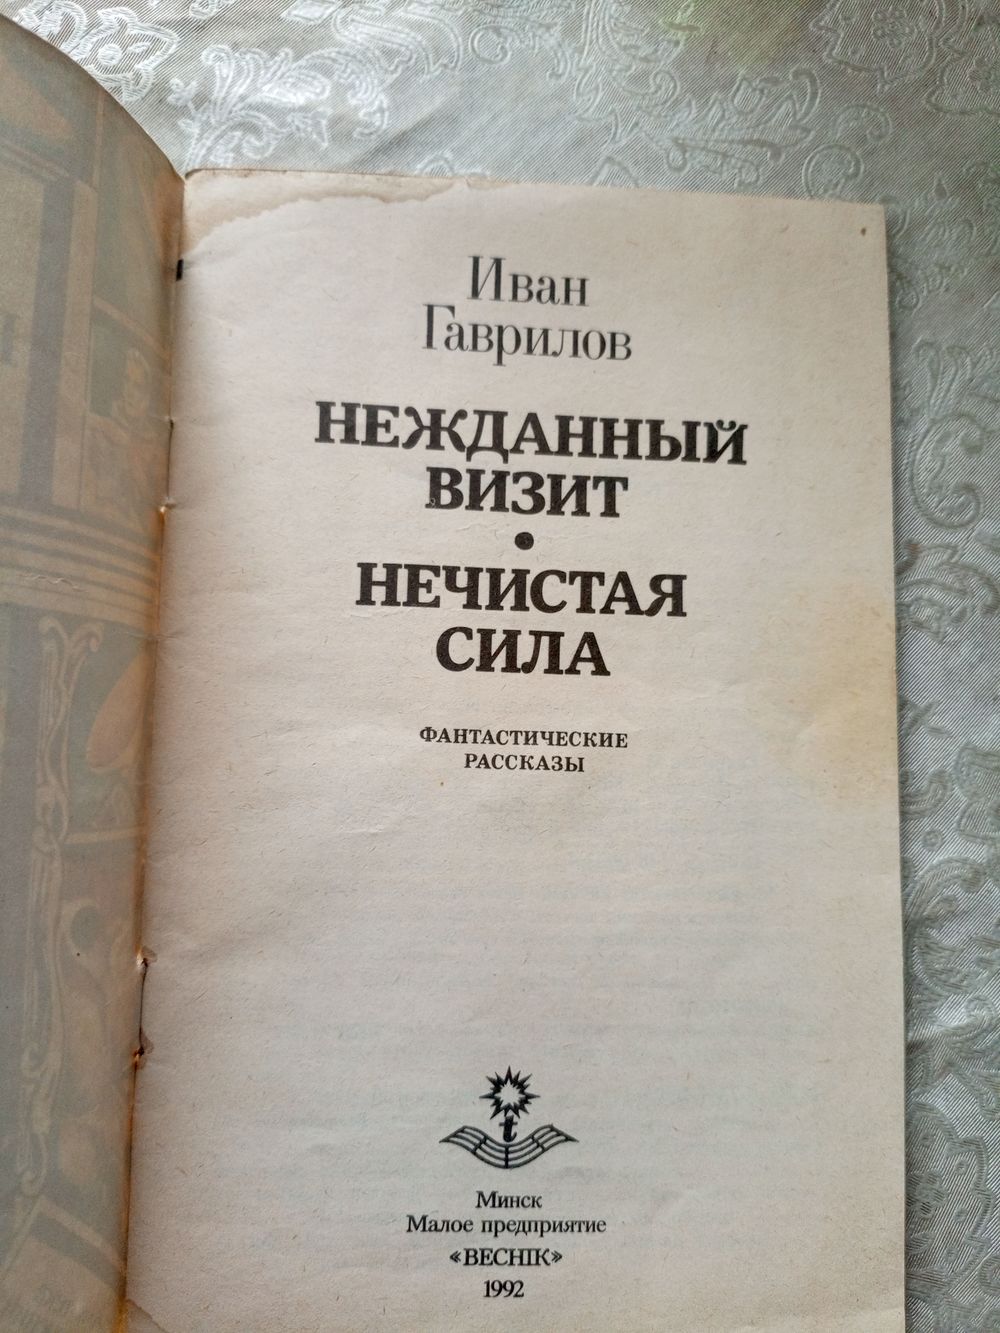 Иван
Гаврилов
НЕЖДАННЫЙ
ВИЗИТ
•
НЕЧИСТАЯ
СИЛА
ФАНТАСТИЧЕСКИЕ
РАССКАЗЫ
t
Минск
Малое предприятие
«ВЕСНІК»
1992